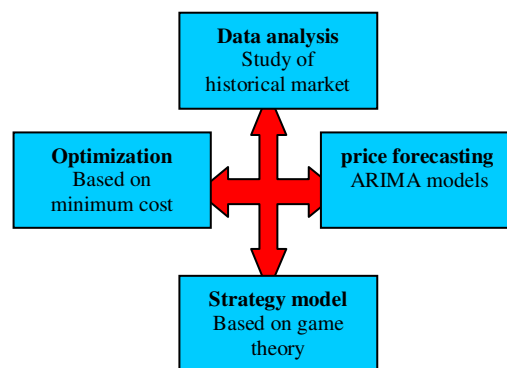 Data analysis
Study of
historical market
Optimization
Based on
minimum cost
price forecasting
ARIMA models
Strategy model
Based on game
theory